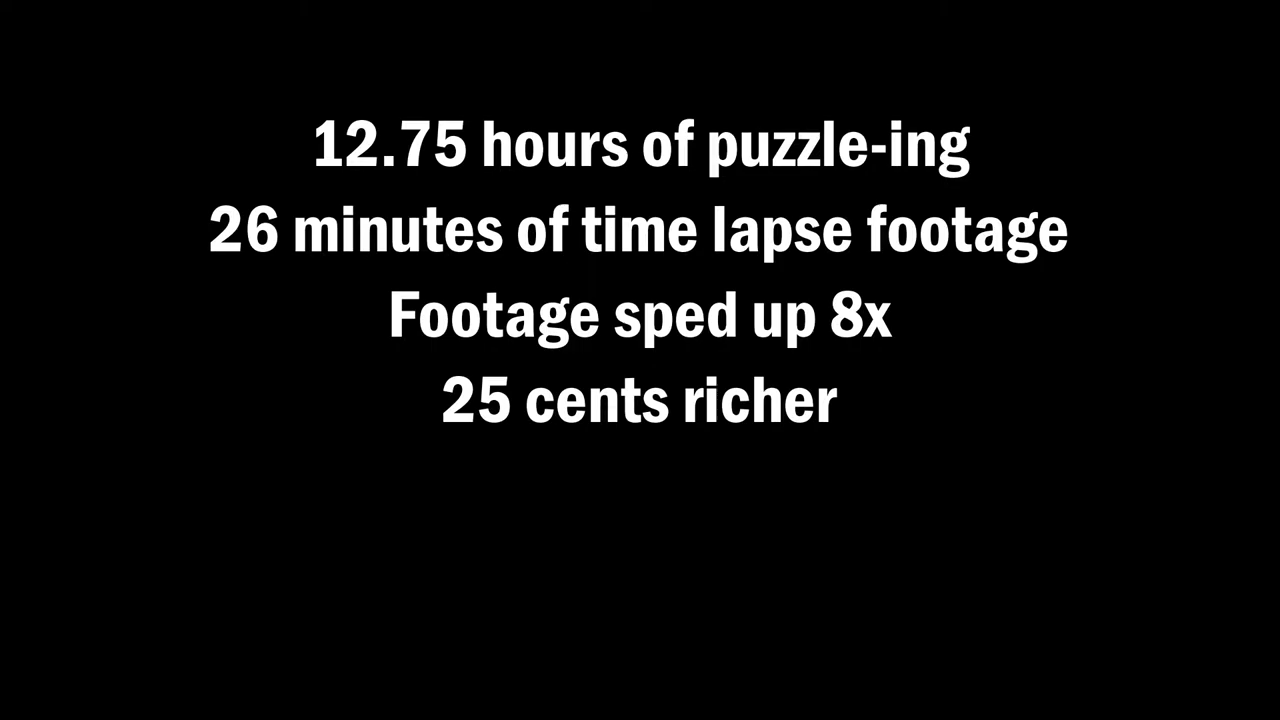 12.75 hours of puzzle-ing
26 minutes of time lapse footage
Footage sped up 8x
25 cents richer